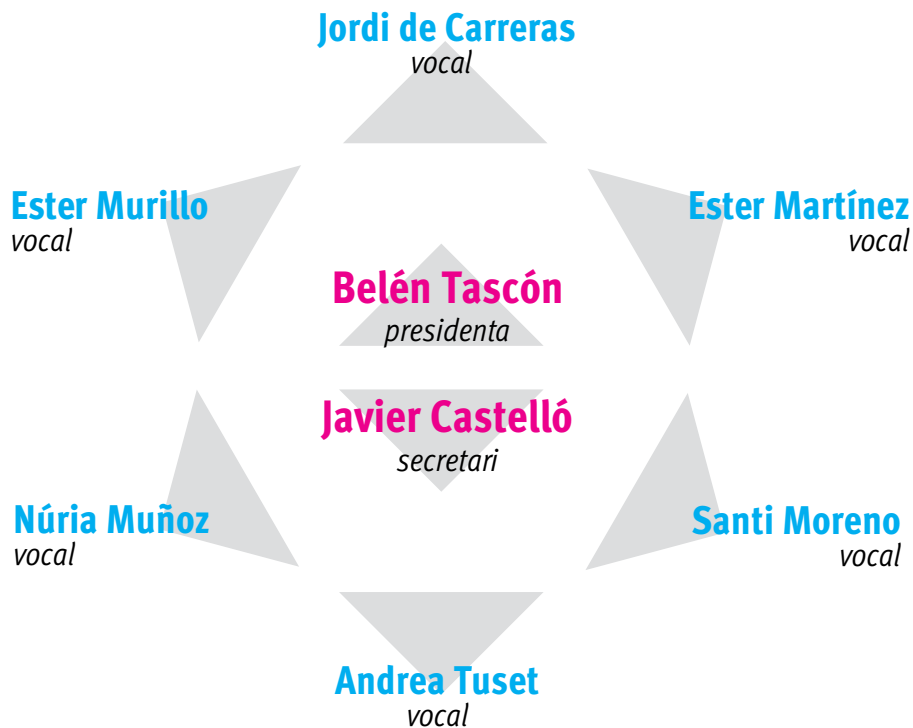 Jordi de Carreras
vocal
Ester Murillo
vocal
Ester Martínez
vocal
Belén Tascón
presidenta
Javier Castelló
secretari
Núria Muñoz
vocal
Santi Moreno
vocal
Andrea Tuset
vocal